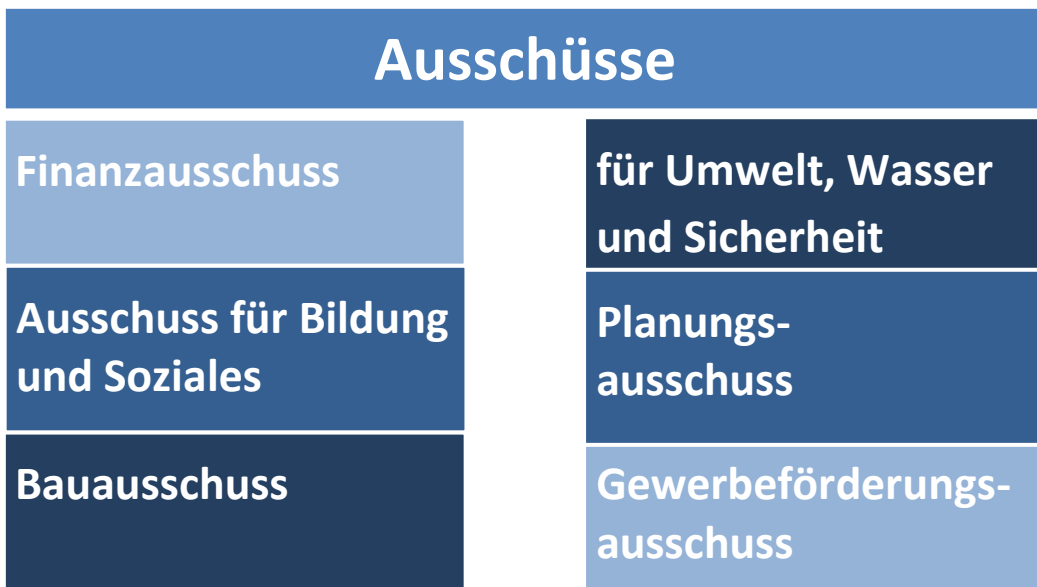 Ausschüsse
Finanzausschuss
Ausschuss für Bildung
und Soziales
Bauausschuss
für Umwelt, Wasser
und Sicherheit
Planungs-
ausschuss
Gewerbeförderungs-
ausschuss